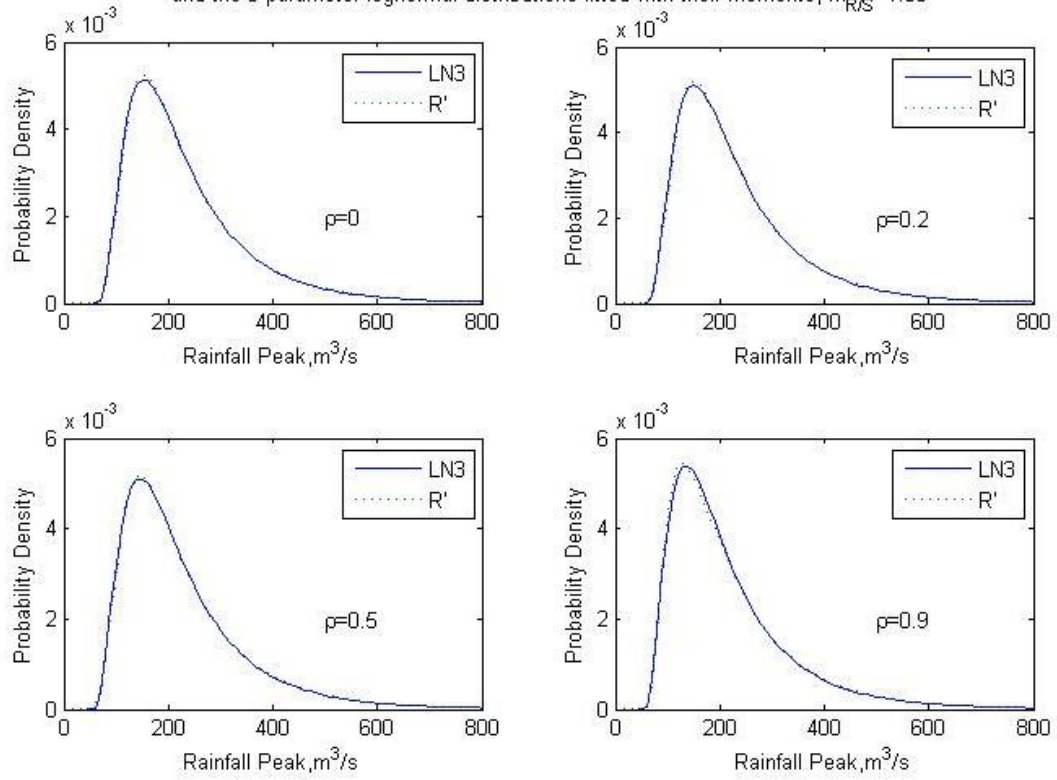 and the 3-parameter lognormal distributions fitted with their moments, m R/S
x 10^-3
6
4
2
0
0 200 400 600 800
Probability Density
Rainfall Peak,m^3/s
LN3
R'
ρ=0
x 10^-3
6
4
2
0
0 200 400 600 800
Probability Density
Rainfall Peak,m^3/s
LN3
R'
ρ=0.2
x 10^-3
6
4
2
0
0 200 400 600 800
Probability Density
Rainfall Peak,m^3/s
LN3
R'
ρ=0.5
x 10^-3
6
4
2
0
0 200 400 600 800
Probability Density
Rainfall Peak,m^3/s
LN3
R'
ρ=0.9